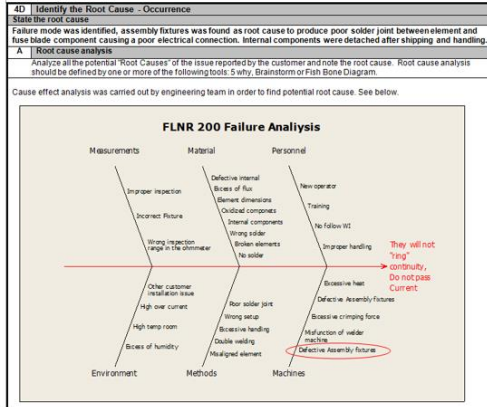 4D Identify the Root Cause - Occurrence
State the root cause
Failure mode was identified, assembly fixtures was found as root cause to produce poor solder joint between element and
fuse blade component causing a poor electrical connection. Internal components were detached after shipping and handling.
A Root cause analysis
Analyze all the potential "Root Causes" of the issue reported by the customer and note the root cause. Root cause analysis
should be defined by one or more of the following tools: 5 why, Brainstorm or Fish Bone Diagram.
Cause effect analysis was carried out by engineering team in order to find potential root cause. See below.
FLNR 200 Failure Analysis
Measurements
Material
Personnel
Improper inspection
Incorrect Fixture
Wrong inspection
range in the ohmmeter
Defective internal
Excess of flux
Element dimensions
Oxidized componets
Internal components
Wrong solder
Broken elements
No solder
New operator
Training
No follow WI
Improper handling
They will not
"ring"
continuity,
Do not pass
Current
Other customer
installation issue
High over current
High temp room
Excess of humidity
Poor solder joint
Wrong setup
Excessive handling
Double welding
Misaligned element
Excessive heat
Defective Assembly fixtures
Excessive crimping force
Misfunction of welder
machine
Defective Assembly fixtures
Environment
Methods
Machines